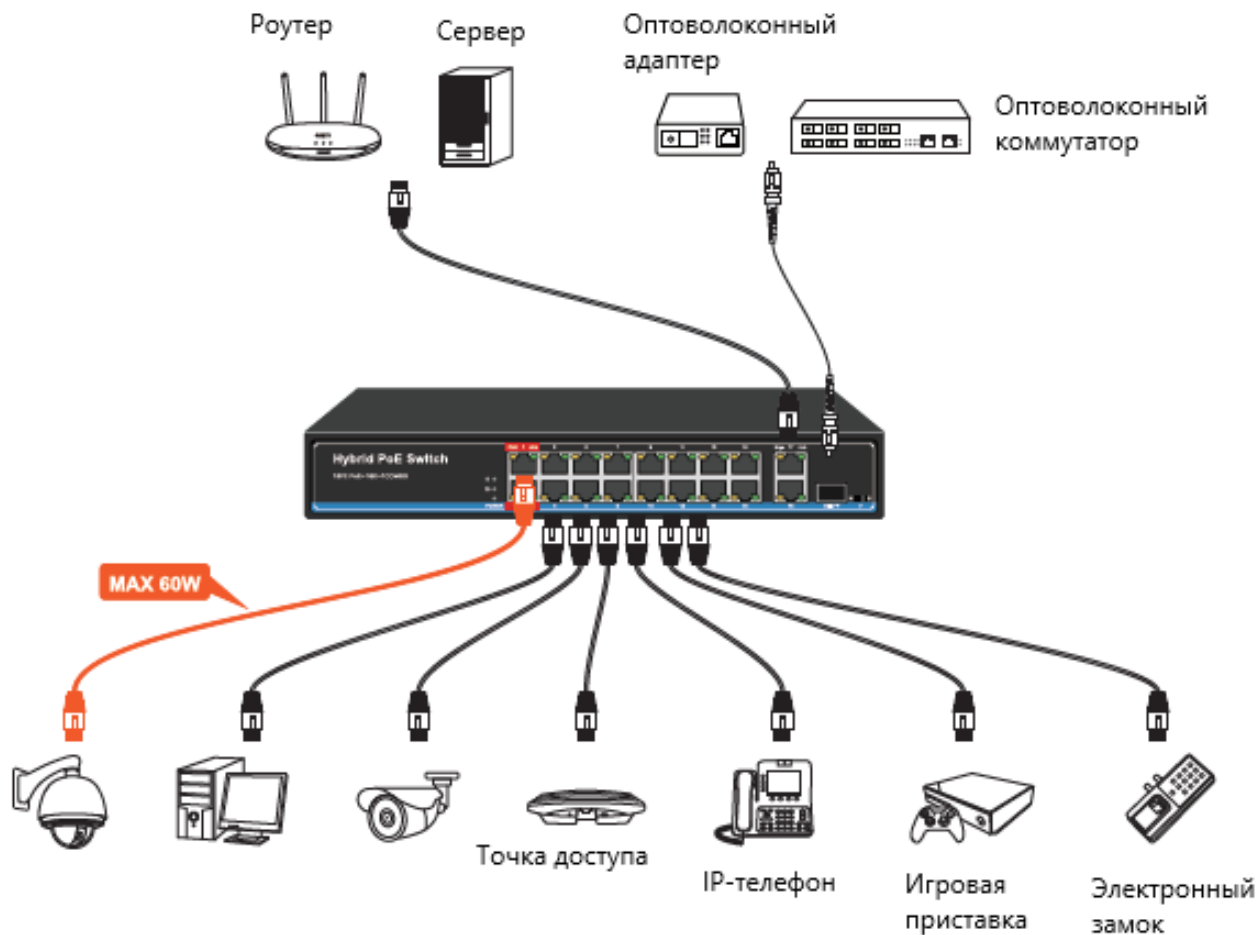 Роутер
Сервер
Оптоволоконный
адаптер
Оптоволоконный
коммутатор
Hybrid PoE Switch
MAX 60W
Точка доступа
IP-телефон
Игровая
приставка
Электронный
замок